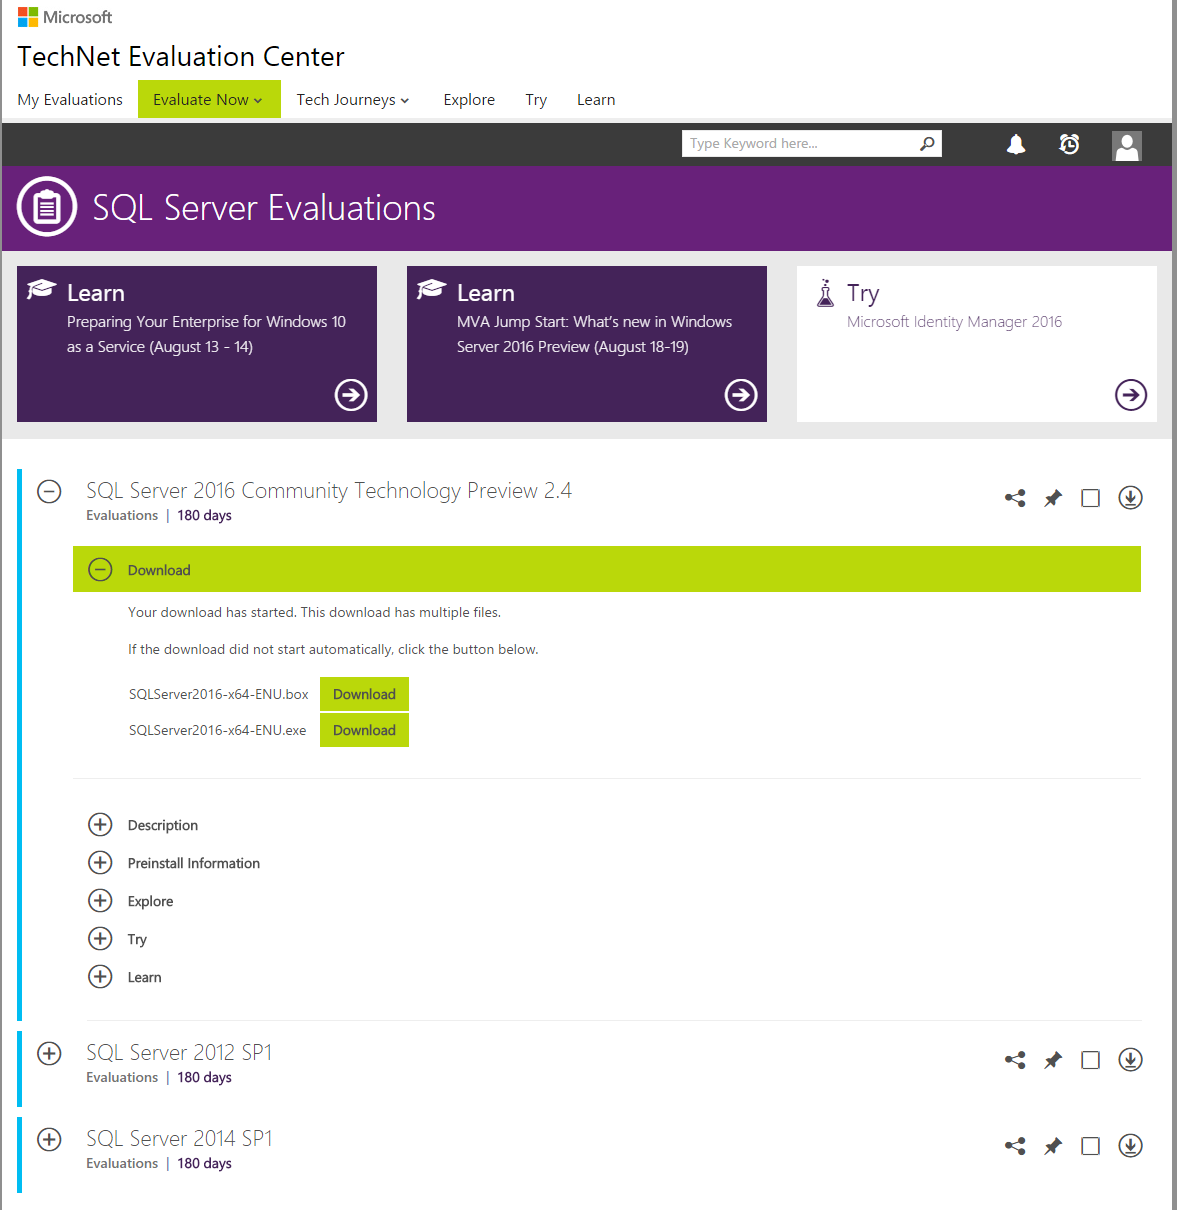 Microsoft
TechNet Evaluation Center
My Evaluations Evaluate Now Tech Journeys Explore Try Learn
Type Keyword here...
SQL Server Evaluations
Learn
Preparing Your Enterprise for Windows 10
as a Service (August 13 - 14)
Learn
MVA Jump Start: What's new in Windows
Server 2016 Preview (August 18-19)
Try
Microsoft Identity Manager 2016
SQL Server 2016 Community Technology Preview 2.4
Evaluations | 180 days
Download
Your download has started. This download has multiple files.
If the download did not start automatically, click the button below.
SQLServer2016-x64-ENU.box Download
SQLServer2016-x64-ENU.exe Download
Description
Preinstall Information
Explore
Try
Learn
SQL Server 2012 SP1
Evaluations | 180 days
SQL Server 2014 SP1
Evaluations | 180 days